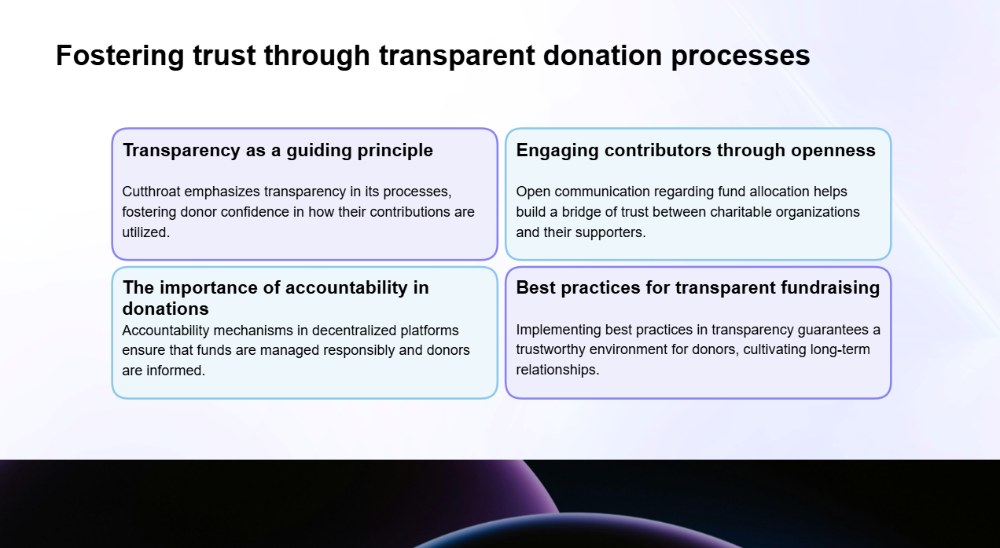 Fostering trust through transparent donation processes
Transparency as a guiding principle
Cutthroat emphasizes transparency in its processes,
fostering donor confidence in how their contributions are
utilized.
Engaging contributors through openness
Open communication regarding fund allocation helps
build a bridge of trust between charitable organizations
and their supporters.
The importance of accountability in
donations
Accountability mechanisms in decentralized platforms
ensure that funds are managed responsibly and donors
are informed.
Best practices for transparent fundraising
Implementing best practices in transparency guarantees a
trustworthy environment for donors, cultivating long-term
relationships.